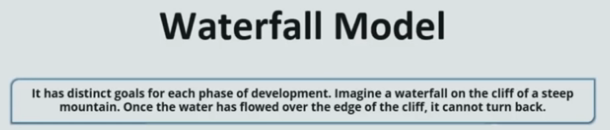 Waterfall Model
It has distinct goals for each phase of development. Imagine a waterfall on the cliff of a steep
mountain. Once the water has flowed over the edge of the cliff, it cannot turn back.